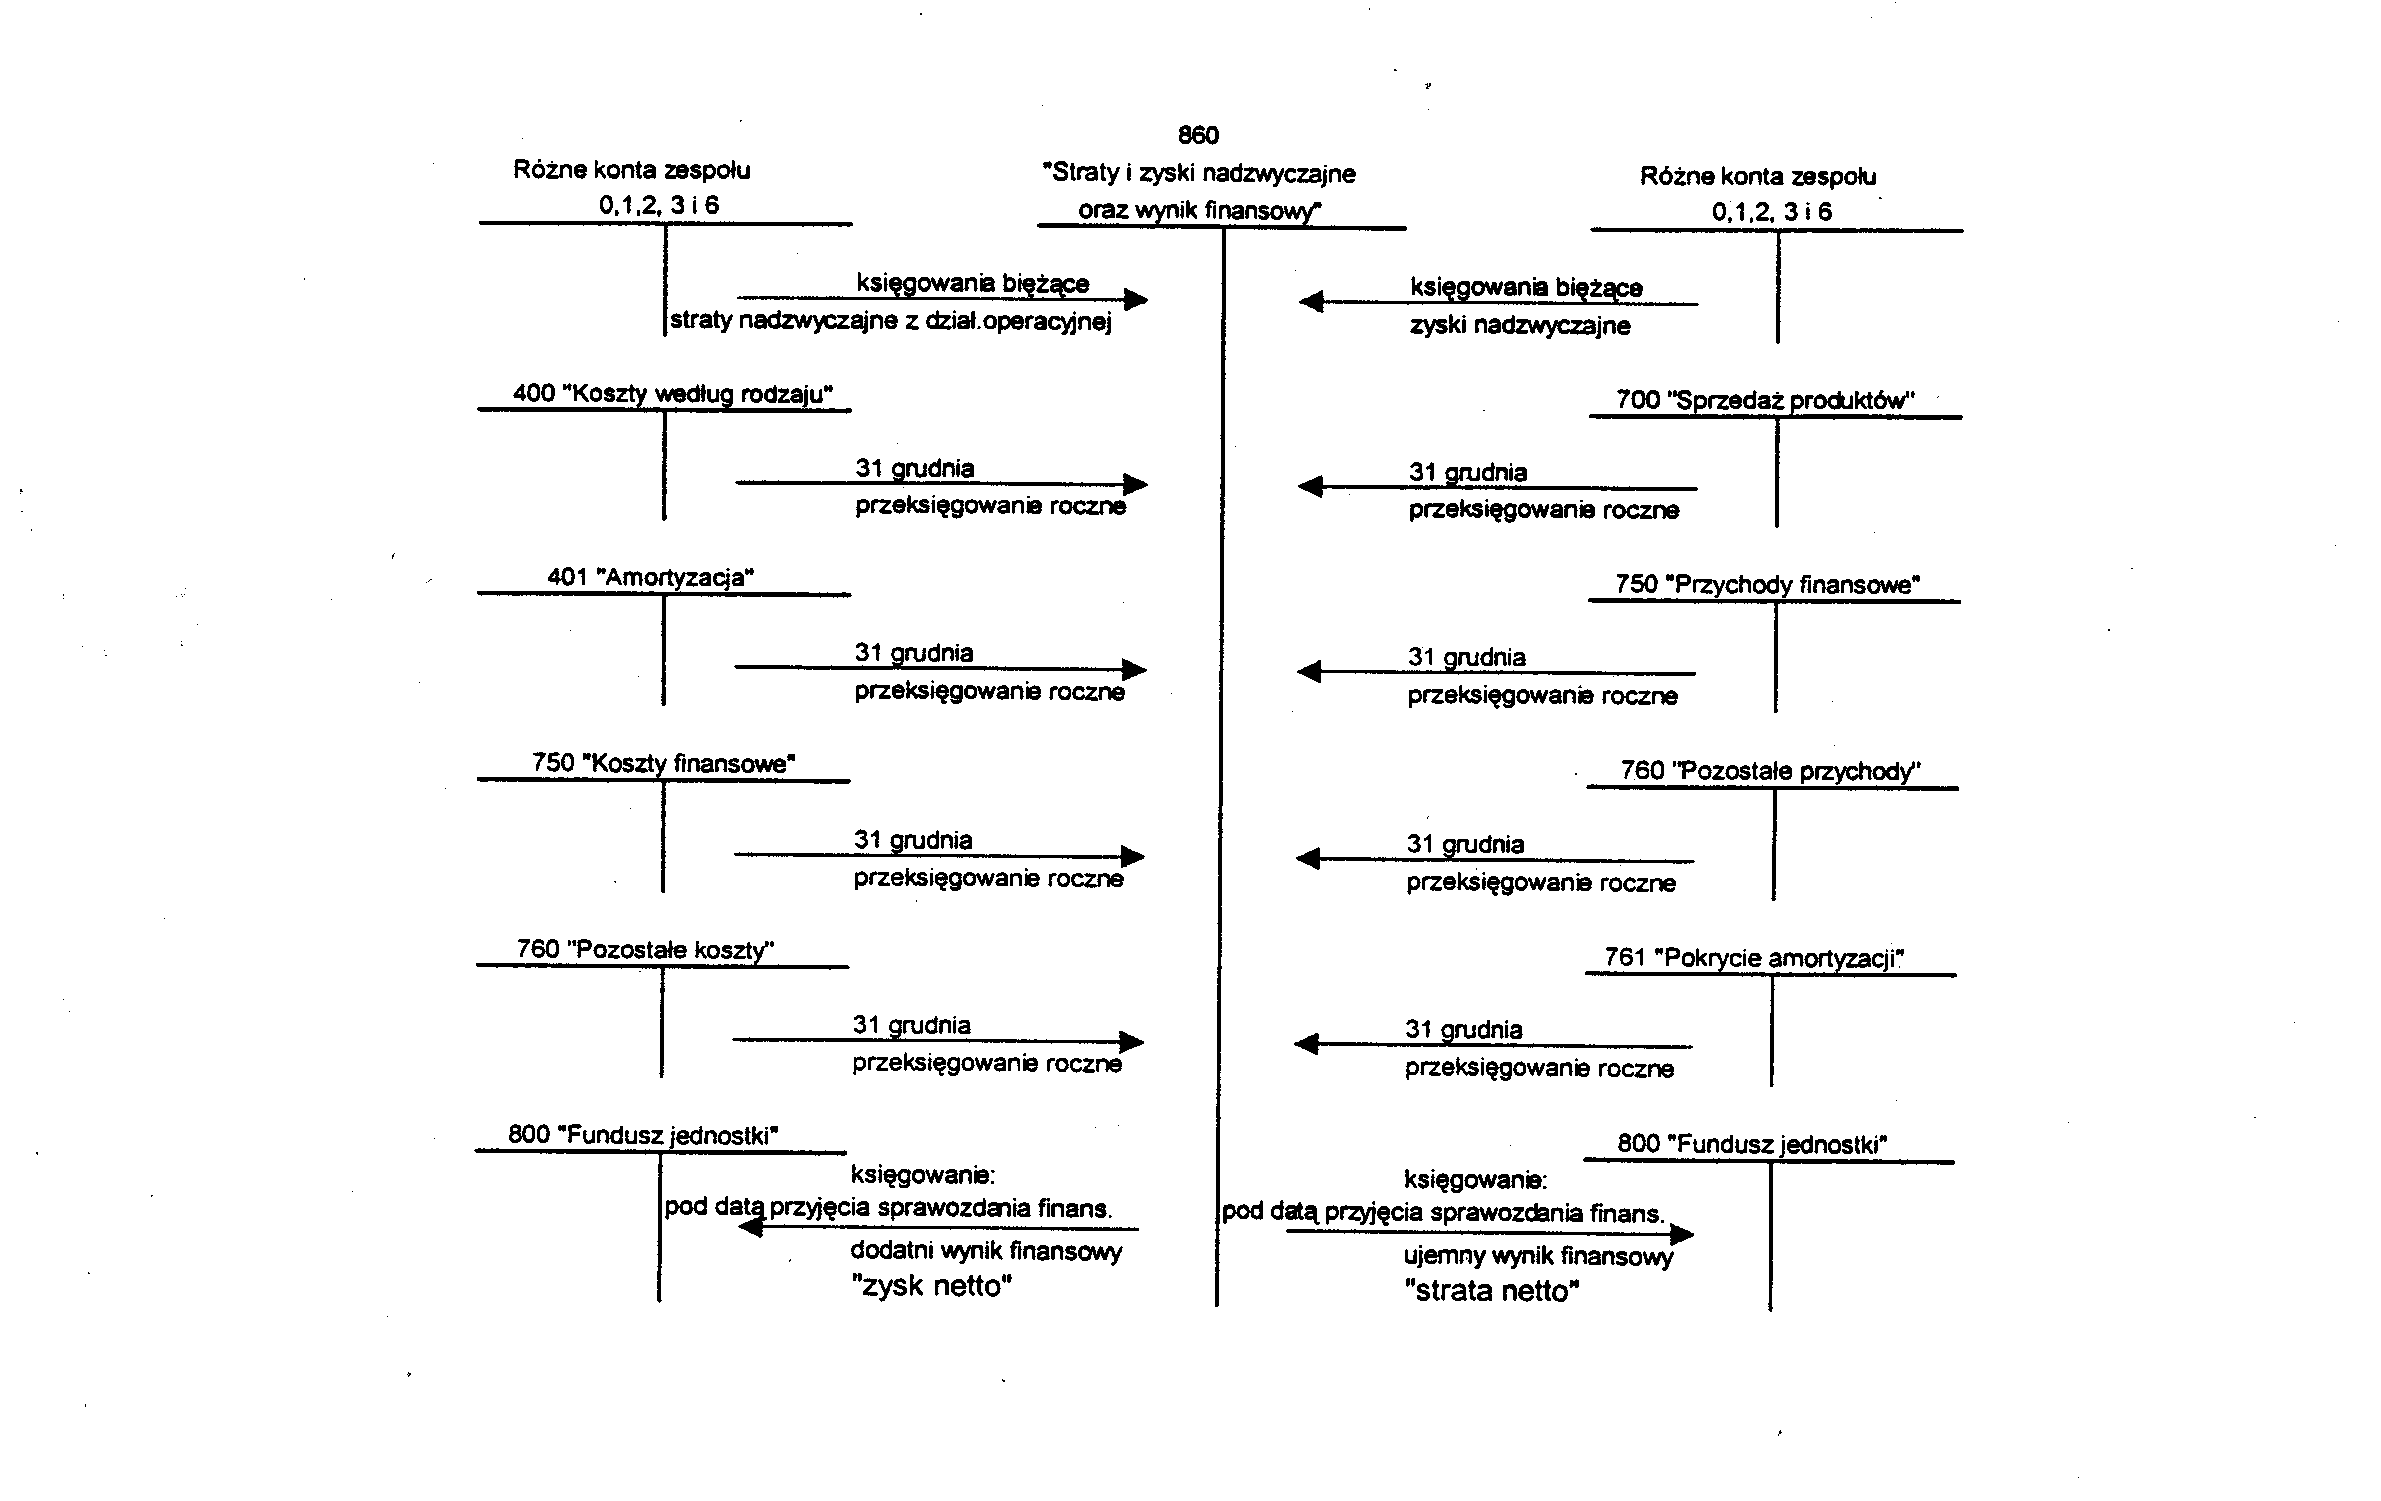 860
"Straty i zyski nadzwyczajne
oraz wynik finansowy"
Różne konta zespołu
0,1,2, 3 i 6
Różne konta zespołu
0,1,2, 3 i 6
księgowania bieżące
straty nadzwyczajne z dział.operacyjnej
księgowania bieżące
zyski nadzwyczajne
400 "Koszty według rodzaju"
700 "Sprzedaż produktów"
31 grudnia
przeksięgowanie roczne
31 grudnia
przeksięgowanie roczne
401 "Amortyzacja"
750 "Przychody finansowe"
31 grudnia
przeksięgowanie roczne
31 grudnia
przeksięgowanie roczne
750 "Koszty finansowe"
760 "Pozostałe przychody"
31 grudnia
przeksięgowanie roczne
31 grudnia
przeksięgowanie roczne
760 "Pozostałe koszty"
761 "Pokrycie amortyzacji"
31 grudnia
przeksięgowanie roczne
31 grudnia
przeksięgowanie roczne
800 "Fundusz jednostki"
800 "Fundusz jednostki"
księgowanie:
pod datą przyjęcia sprawozdania finans.
dodatni wynik finansowy
"zysk netto"
księgowanie:
pod datą przyjęcia sprawozdania finans.
ujemny wynik finansowy
"strata netto"